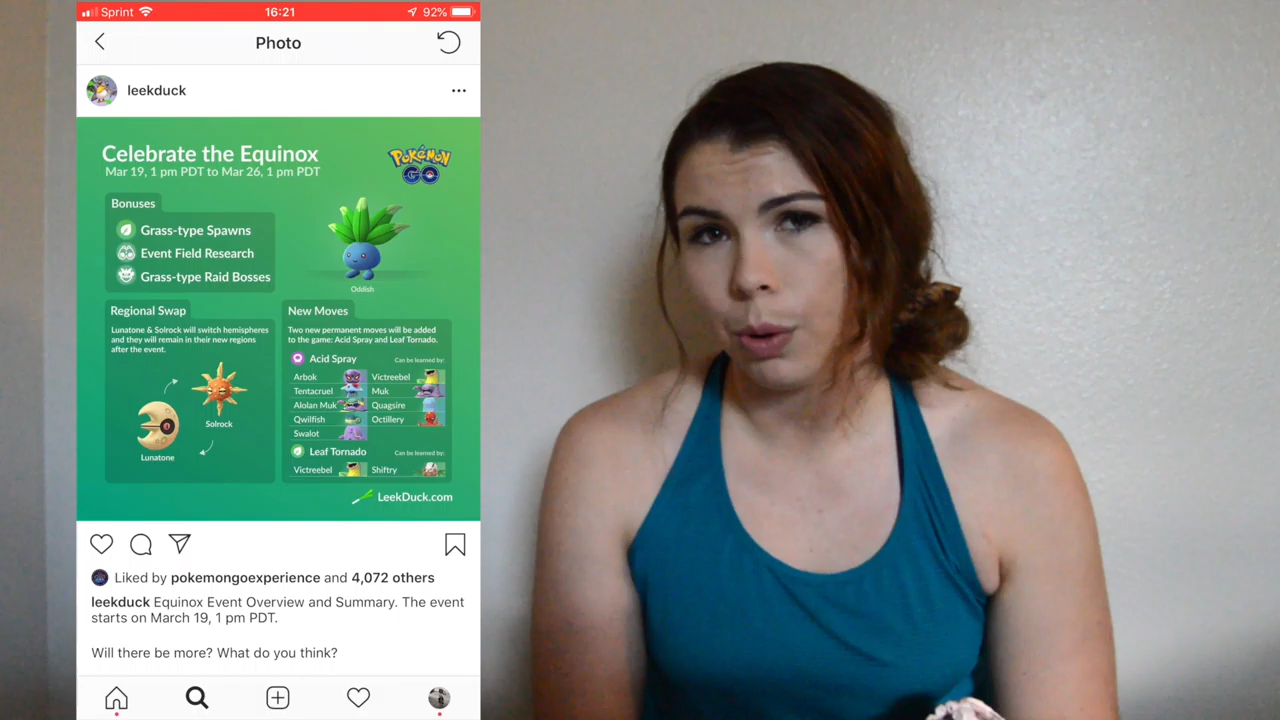 Sprint
16:21
92%
Photo
leekduck
Celebrate the Equinox
Mar 19, 1 pm PDT to Mar 26, 1 pm PDT
POKéMON
GO
Bonuses
Grass-type Spawns
Event Field Research
Grass-type Raid Bosses
Oddish
Regional Swap
Lunatone & Solrock will switch hemispheres
and they will remain in their new regions
after the event.
Solrock
Lunatone
New Moves
Two new permanent moves will be added
to the game: Acid Spray and Leaf Tornado.
Acid Spray Can be learned by:
Arbok Victreebel
Tentacruel Muk
Alolan Muk Quagsire
Qwilfish Octillery
Swalot
Leaf Tornado Can be learned by:
Victreebel Shiftry
LeekDuck.com
Liked by pokemongoexperience and 4,072 others
leekduck Equinox Event Overview and Summary. The event
starts on March 19, 1 pm PDT.
Will there be more? What do you think?